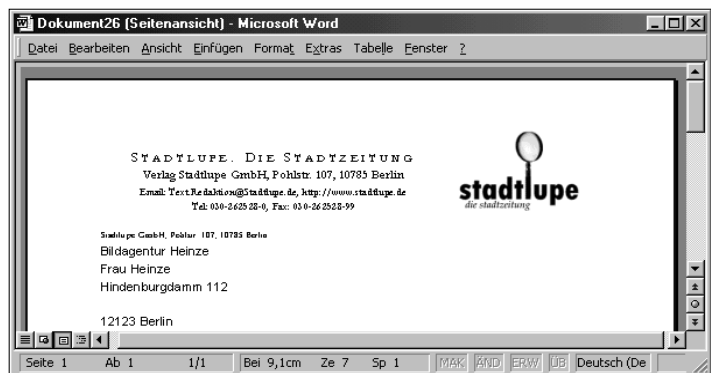 Dokument26 (Seitenansicht) - Microsoft Word
Datei Bearbeiten Ansicht Einfügen Format Extras Tabelle Fenster ?
STADTLUPE. DIE STADTZEITUNG
Verlag Stadtlupe GmbH, Pohlstr. 107, 10785 Berlin
Email: Text.Redaktion@Stadtlupe.de, http://www.stadtlupe.de
Tel: 030-262528-0, Fax: 030-262528-99
stadtlupe
die stadtzeitung
Stadtlupe GmbH, Pohlstr. 107, 10785 Berlin
Bildagentur Heinze
Frau Heinze
Hindenburgdamm 112
12123 Berlin
Seite 1 Ab 1 1/1 Bei 9,1cm Ze 7 Sp 1 MAK ÄND ERW ÜB Deutsch (De